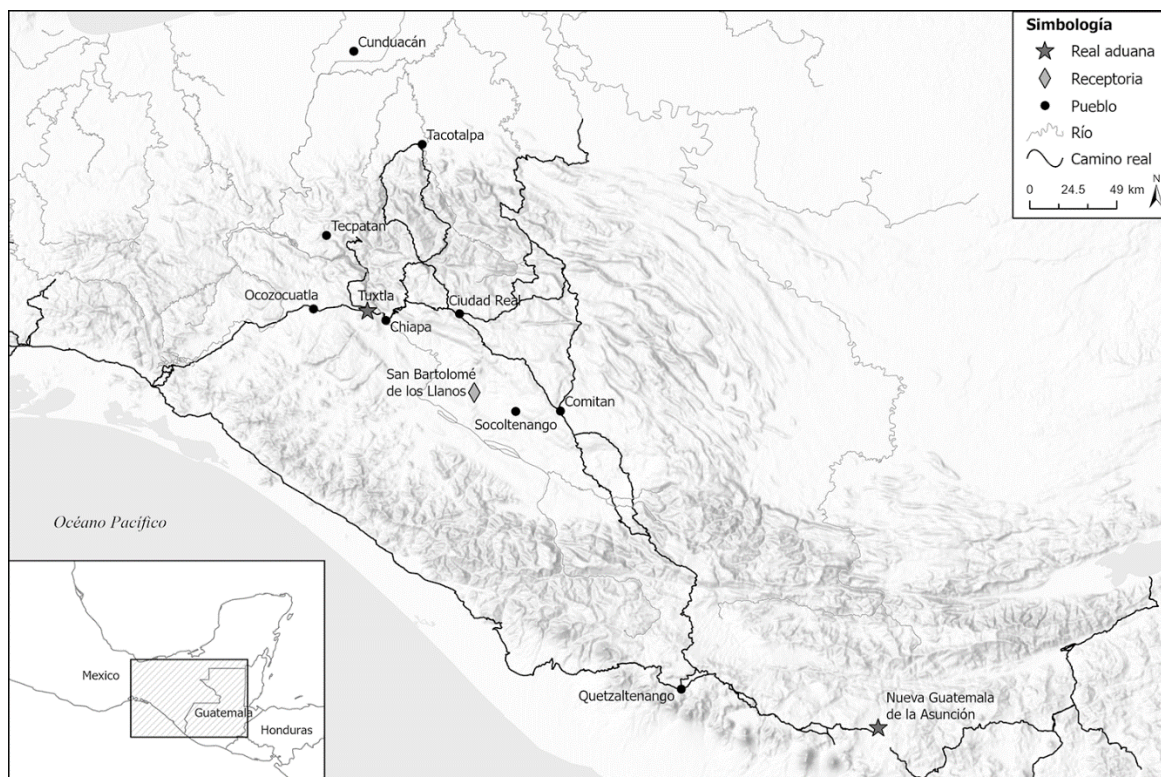 Cunduacán
Tacotalpa
Tecpatan
Ocozocuatla
Tuxtla
Ciudad Real
Chiapa
San Bartolomé
de los Llanos
Socoltenango
Comitan
Océano Pacífico
Quetzaltenango
Nueva Guatemala
de la Asunción
Simbología
Real aduana
Receptoria
Pueblo
Río
Camino real
0 24.5 49 km
N
Mexico
Guatemala
Honduras